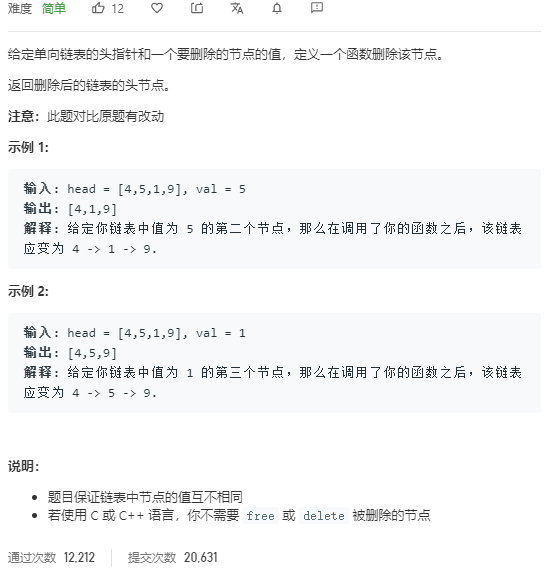 难度 简单 12
给定单向链表的头指针和一个要删除的节点的值，定义一个函数删除该节点。
返回删除后的链表的头节点。
注意：此题对比原题有改动
示例 1:
输入: head = [4,5,1,9], val = 5
输出: [4,1,9]
解释: 给定你链表中值为 5 的第二个节点，那么在调用了你的函数之后，该链表
应变为 4 -> 1 -> 9.
示例 2:
输入: head = [4,5,1,9], val = 1
输出: [4,5,9]
解释: 给定你链表中值为 1 的第三个节点，那么在调用了你的函数之后，该链表
应变为 4 -> 5 -> 9.
说明：
• 题目保证链表中节点的值互不相同
• 若使用 C 或 C++ 语言，你不需要 free 或 delete 被删除的节点
通过次数 12,212 提交次数 20,631